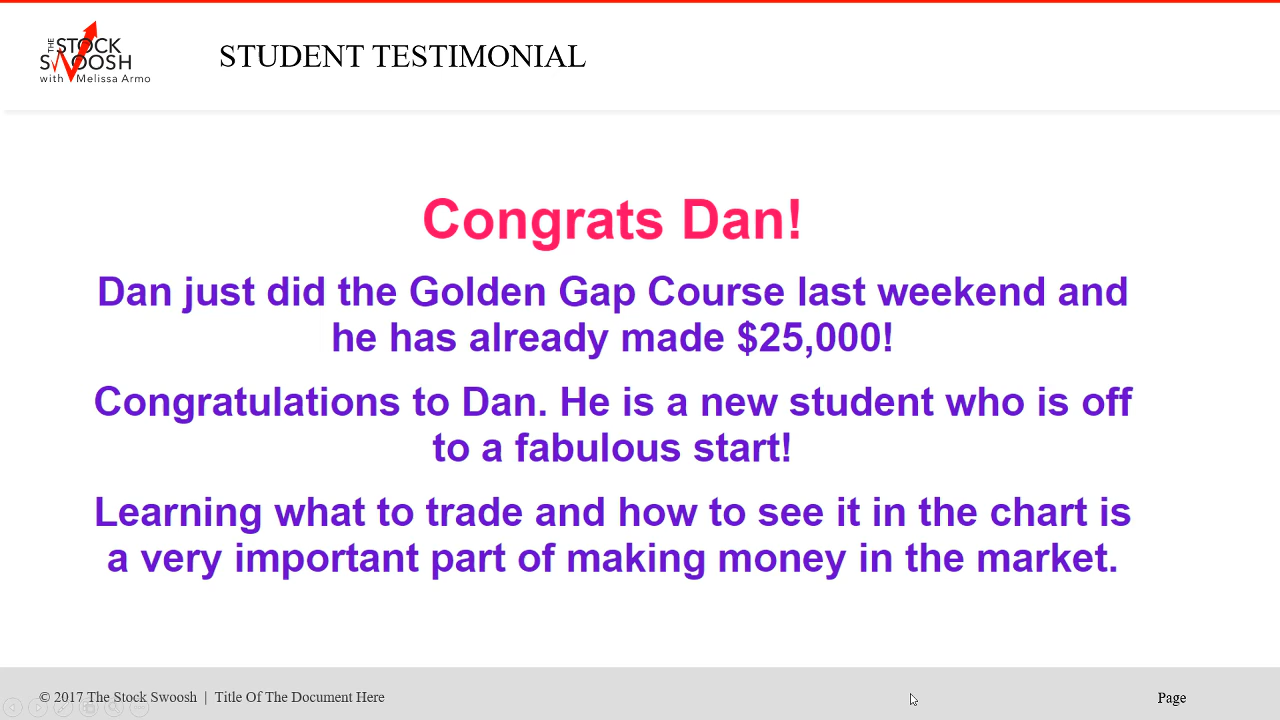 THE STOCK
SWOOSH
with Melissa Armo
STUDENT TESTIMONIAL
Congrats Dan!
Dan just did the Golden Gap Course last weekend and
he has already made $25,000!
Congratulations to Dan. He is a new student who is off
to a fabulous start!
Learning what to trade and how to see it in the chart is
a very important part of making money in the market.
© 2017 The Stock Swoosh | Title Of The Document Here
Page